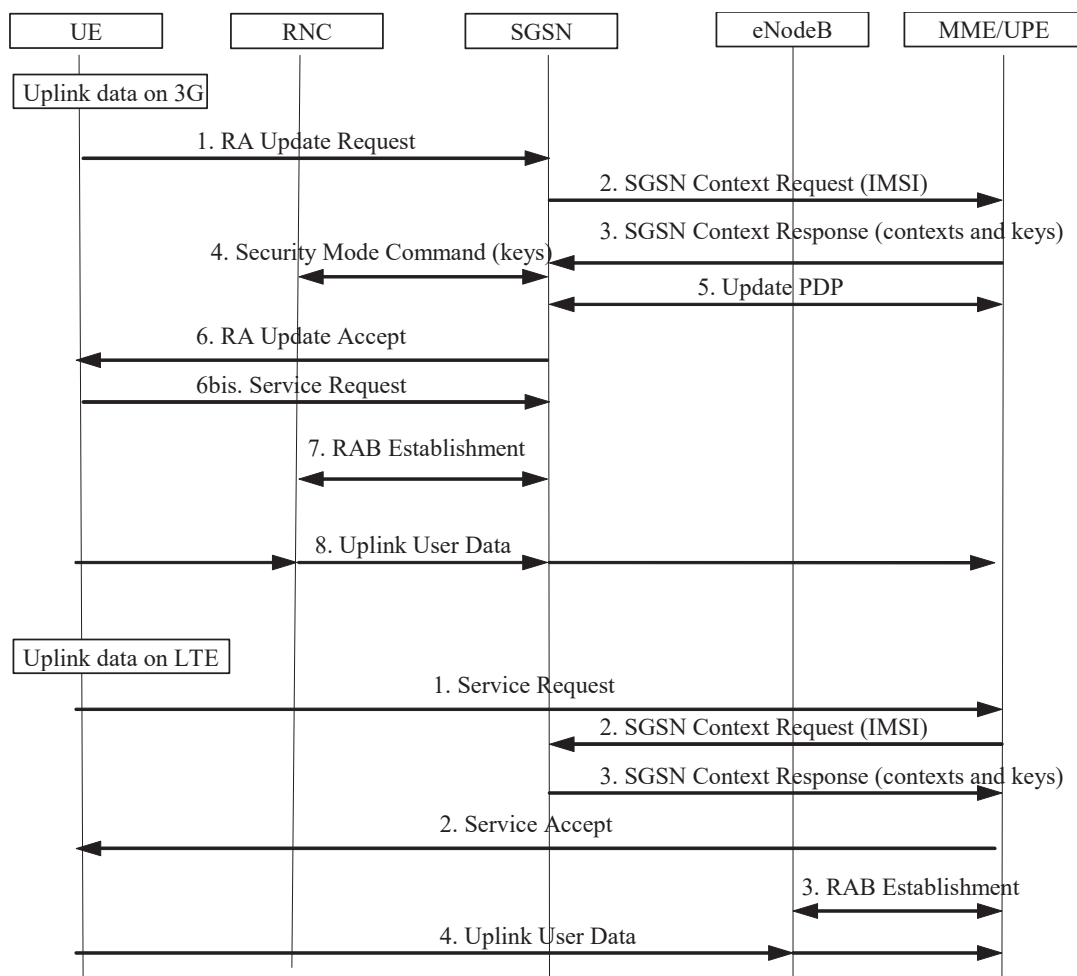 UE
RNC
SGSN
eNodeB
MME/UPE
Uplink data on 3G
1. RA Update Request
2. SGSN Context Request (IMSI)
3. SGSN Context Response (contexts and keys)
4. Security Mode Command (keys)
5. Update PDP
6. RA Update Accept
6bis. Service Request
7. RAB Establishment
8. Uplink User Data
Uplink data on LTE
1. Service Request
2. SGSN Context Request (IMSI)
3. SGSN Context Response (contexts and keys)
2. Service Accept
3. RAB Establishment
4. Uplink User Data